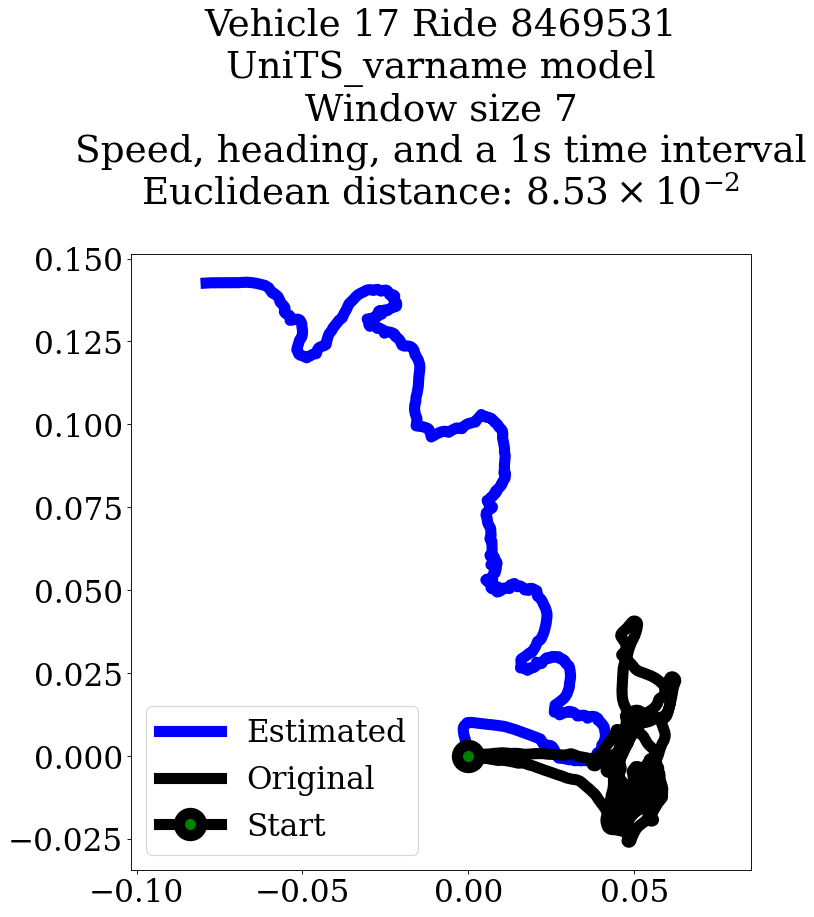 Vehicle 17 Ride 8469531
UniTS_varname model
Window size 7
Speed, heading, and a 1s time interval
Euclidean distance: 8.53 × 10⁻²
0.150
0.125
0.100
0.075
0.050
0.025
0.000
−0.025
Estimated
Original
Start
−0.10
−0.05
0.00
0.05